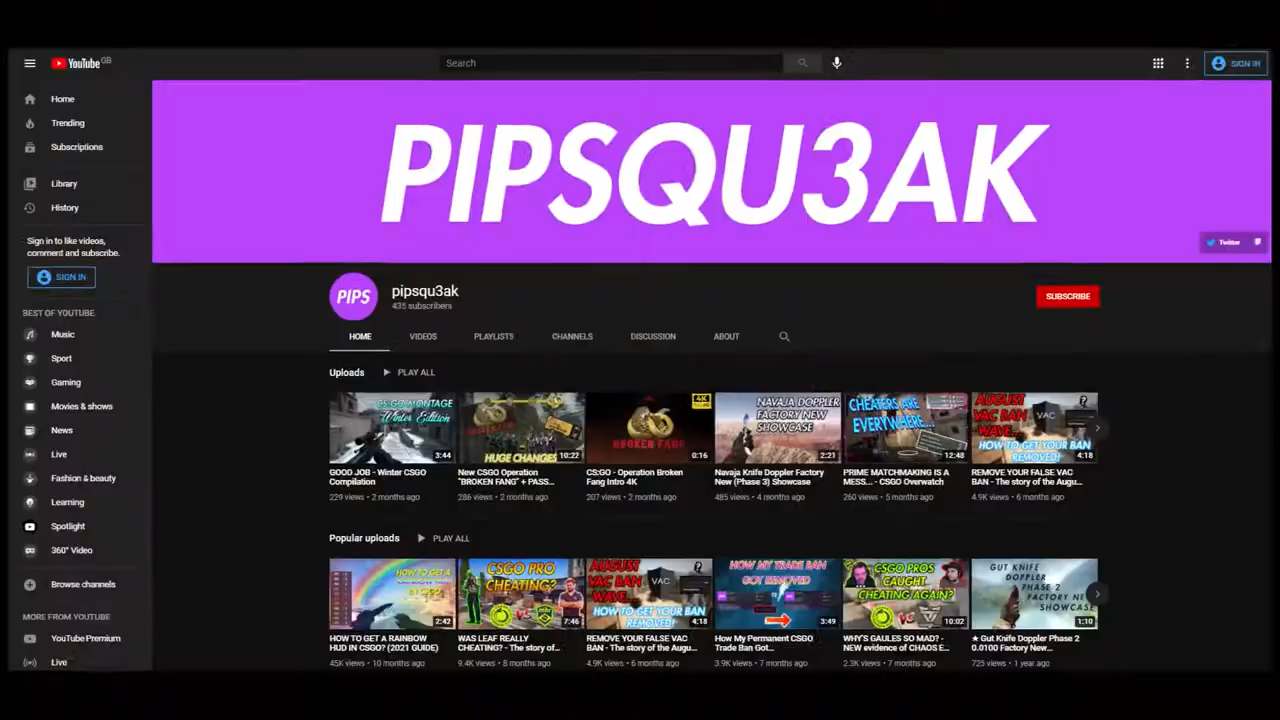 YouTube GB
Search
SIGN IN
Home
Trending
Subscriptions
Library
History
Sign in to like videos,
comment and subscribe.
SIGN IN
BEST OF YOUTUBE
Music
Sport
Gaming
Movies & shows
News
Live
Fashion & beauty
Learning
Spotlight
360° Video
Browse channels
MORE FROM YOUTUBE
YouTube Premium
Live
PIPSQU3AK
Twitter
PIPS
pipsqu3ak
435 subscribers
SUBSCRIBE
HOME VIDEOS PLAYLISTS CHANNELS DISCUSSION ABOUT
Uploads PLAY ALL
CS:GO MONTAGE
Winter Edition
3:44
GOOD JOB - Winter CSGO
Compilation
229 views • 2 months ago
HUGE CHANGES
10:22
New CSGO Operation
"BROKEN FANG" + PASS...
286 views • 2 months ago
4K
BROKEN FANG
0:16
CS:GO - Operation Broken
Fang Intro 4K
207 views • 2 months ago
NAVAJA DOPPLER
FACTORY NEW
SHOWCASE
2:21
Navaja Knife Doppler Factory
New (Phase 3) Showcase
485 views • 4 months ago
CHEATERS ARE
EVERYWHERE...
12:48
PRIME MATCHMAKING IS A
MESS... - CSGO Overwatch
260 views • 5 months ago
AUGUST
VAC BAN
WAVE...
VAC
?
HOW TO GET YOUR BAN
REMOVED!
4:18
REMOVE YOUR FALSE VAC
BAN - The story of the Augu...
4.9K views • 6 months ago
Popular uploads PLAY ALL
HOW TO GET A
RAINBOW HUD
IN CSGO?
2:42
HOW TO GET A RAINBOW
HUD IN CSGO? (2021 GUIDE)
45K views • 10 months ago
CSGO PRO
CHEATING?
VS
7:46
WAS LEAF REALLY
CHEATING? - The story of...
9.4K views • 8 months ago
AUGUST
VAC BAN
WAVE...
VAC
?
HOW TO GET YOUR BAN
REMOVED!
4:18
REMOVE YOUR FALSE VAC
BAN - The story of the Augu...
4.9K views • 6 months ago
HOW MY TRADE BAN
GOT REMOVED
3:49
How My Permanent CSGO
Trade Ban Got...
3.9K views • 7 months ago
CSGO PROS
CAUGHT
CHEATING AGAIN?
VS
10:02
WHY'S GAULES SO MAD? -
NEW evidence of CHAOS E...
2.3K views • 7 months ago
GUT KNIFE
DOPPLER
PHASE 2
FACTORY NEW
SHOWCASE
1:10
★ Gut Knife Doppler Phase 2
0.0100 Factory New...
725 views • 1 year ago